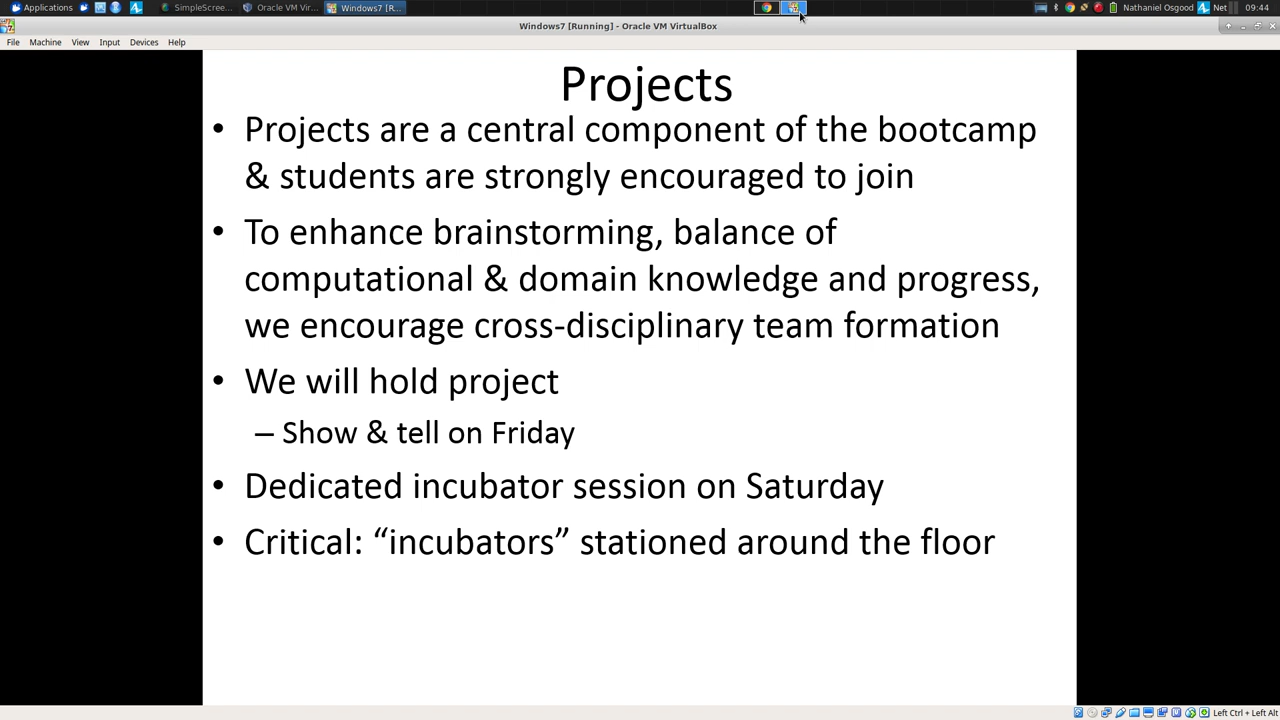 Applications
SimpleScree...
Oracle VM Vir...
Windows7 [R...
Nathaniel Osgood
Net
09:44
Windows7 [Running] - Oracle VM VirtualBox
File Machine View Input Devices Help
Projects
• Projects are a central component of the bootcamp
& students are strongly encouraged to join
• To enhance brainstorming, balance of
computational & domain knowledge and progress,
we encourage cross-disciplinary team formation
• We will hold project
– Show & tell on Friday
• Dedicated incubator session on Saturday
• Critical: “incubators” stationed around the floor
Left Ctrl + Left Alt